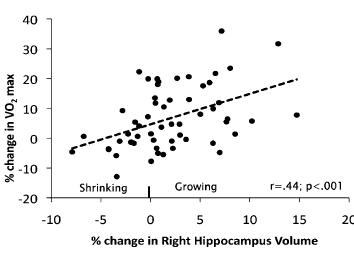 40
30
20
10
0
-10
-20
% change in VO2 max
Shrinking Growing r=.44; p<.001
-10 -5 0 5 10 15 20
% change in Right Hippocampus Volume